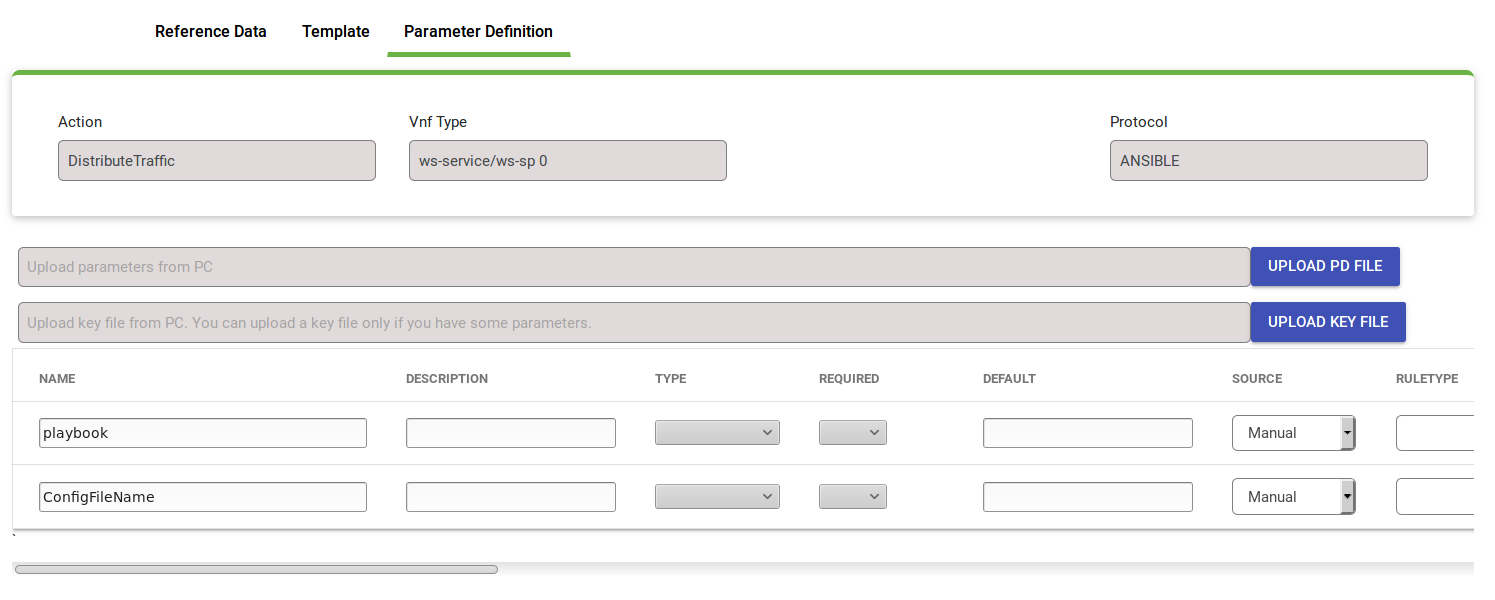 Reference Data Template Parameter Definition
Action Vnf Type Protocol
DistributeTraffic ws-service/ws-sp 0 ANSIBLE
Upload parameters from PC UPLOAD PD FILE
Upload key file from PC. You can upload a key file only if you have some parameters. UPLOAD KEY FILE
NAME DESCRIPTION TYPE REQUIRED DEFAULT SOURCE RULETYPE
playbook Manual
ConfigFileName Manual
`